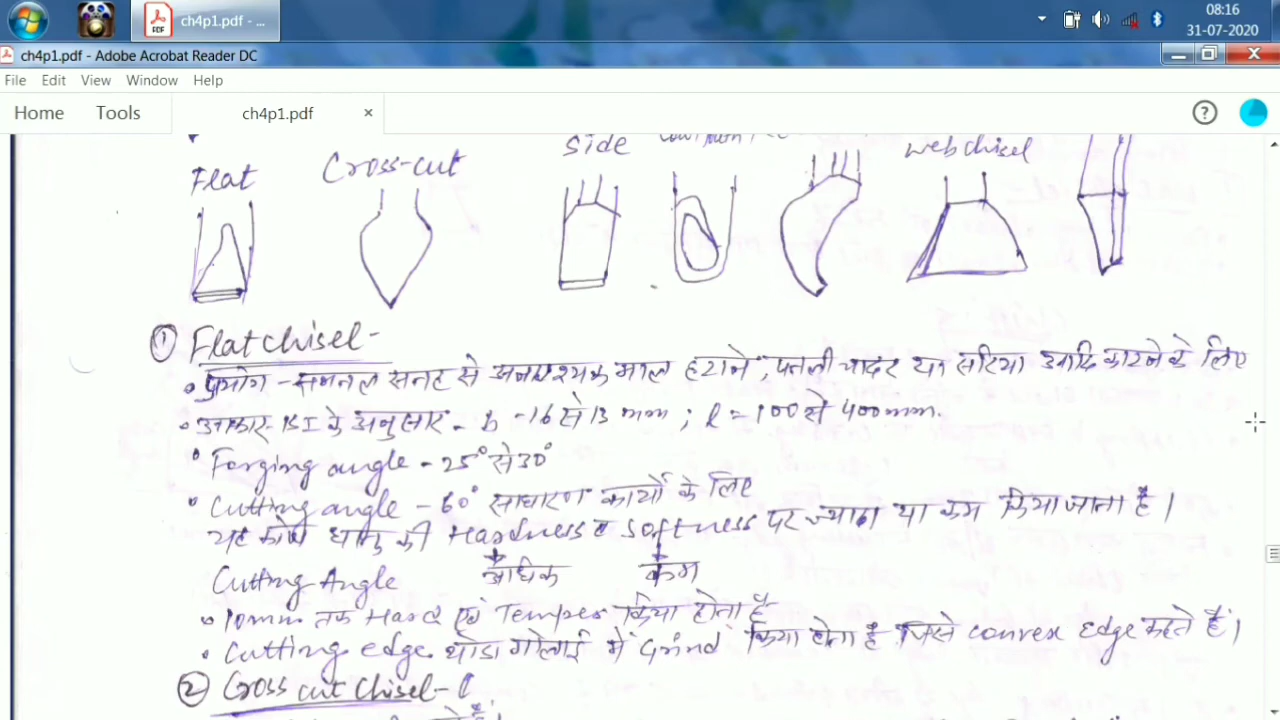 ch4p1.pdf - ...
08:16
31-07-2020
ch4p1.pdf - Adobe Acrobat Reader DC
File Edit View Window Help
Home Tools ch4p1.pdf
Flat Cross-cut Side web chisel
① Flat chisel -
• प्रयोग - समतल सतह से अनावश्यक माल हटाने, पतली चादर या सरिया आदि काटने के लिए
• आकार - BI के अनुसार - b - 16 से 13 mm ; l = 100 से 400 mm.
• Forging angle - 25° से 30°
• Cutting angle - 60° साधारण कार्यों के लिए
यह कोण धातु की Hardness व softness पर ज्यादा या कम किया जाता है।
Cutting Angle अधिक कम
• 10mm तक Hard एवं Temper किया होता है
• Cutting edge थोडा गोलाई में Grind किया होता है जिसे convex Edge कहते हैं।
② Cross cut chisel -